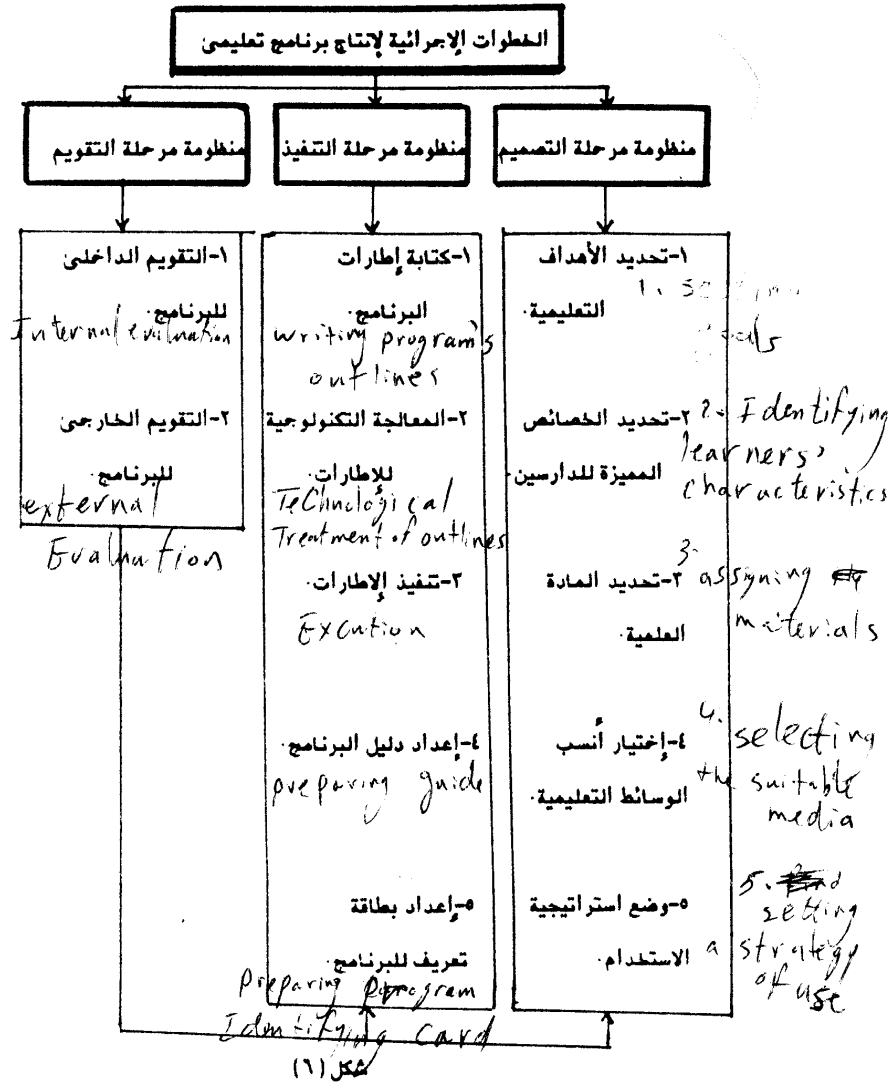 الخطوات الإجرائية لإنتاج برنامج تعليمى
منظومة مرحلة التصميم
منظومة مرحلة التنفيذ
منظومة مرحلة التقويم
١-تحديد الأهداف
التعليمية.
goals
٢-تحديد الخصائص
المميزة للدارسين.
2. Identifying
learners'
characteristics
٣-تحديد المادة
العلمية.
3. assigning
materials
٤-إختيار أنسب
الوسائط التعليمية.
4. selecting
the suitable
media
٥-وضع استراتيجية
الاستخدام.
5.
setting
a strategy
of use
١-كتابة إطارات
البرنامج.
writing program's
outlines
٢-المعالجة التكنولوجية
للإطارات.
Technological
Treatment of outlines
٣-تنفيذ الإطارات.
Excution
٤-إعداد دليل البرنامج.
preparing guide
٥-إعداد بطاقة
تعريف للبرنامج.
preparing program
Idmtifying card
١-التقويم الداخلى
للبرنامج.
Internal evaluation
٢-التقويم الخارجى
للبرنامج.
external
Evaluation
شكل (٦)